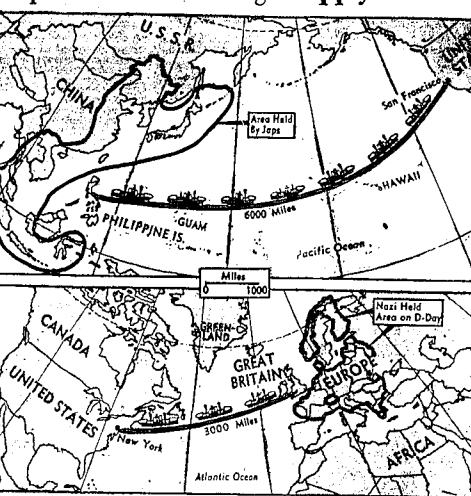 U.S.S.R.
UNITED
STATES
CHINA
San Francisco
Area Held
By Japs
HAWAII
GUAM
6000 Miles
PHILIPPINE IS.
Pacific Ocean
Miles
0 1000
Nazi Held
Area on D-Day
GREEN-
LAND
CANADA
GREAT
BRITAIN
EUROPE
UNITED STATES
3000 Miles
New York
AFRICA
Atlantic Ocean